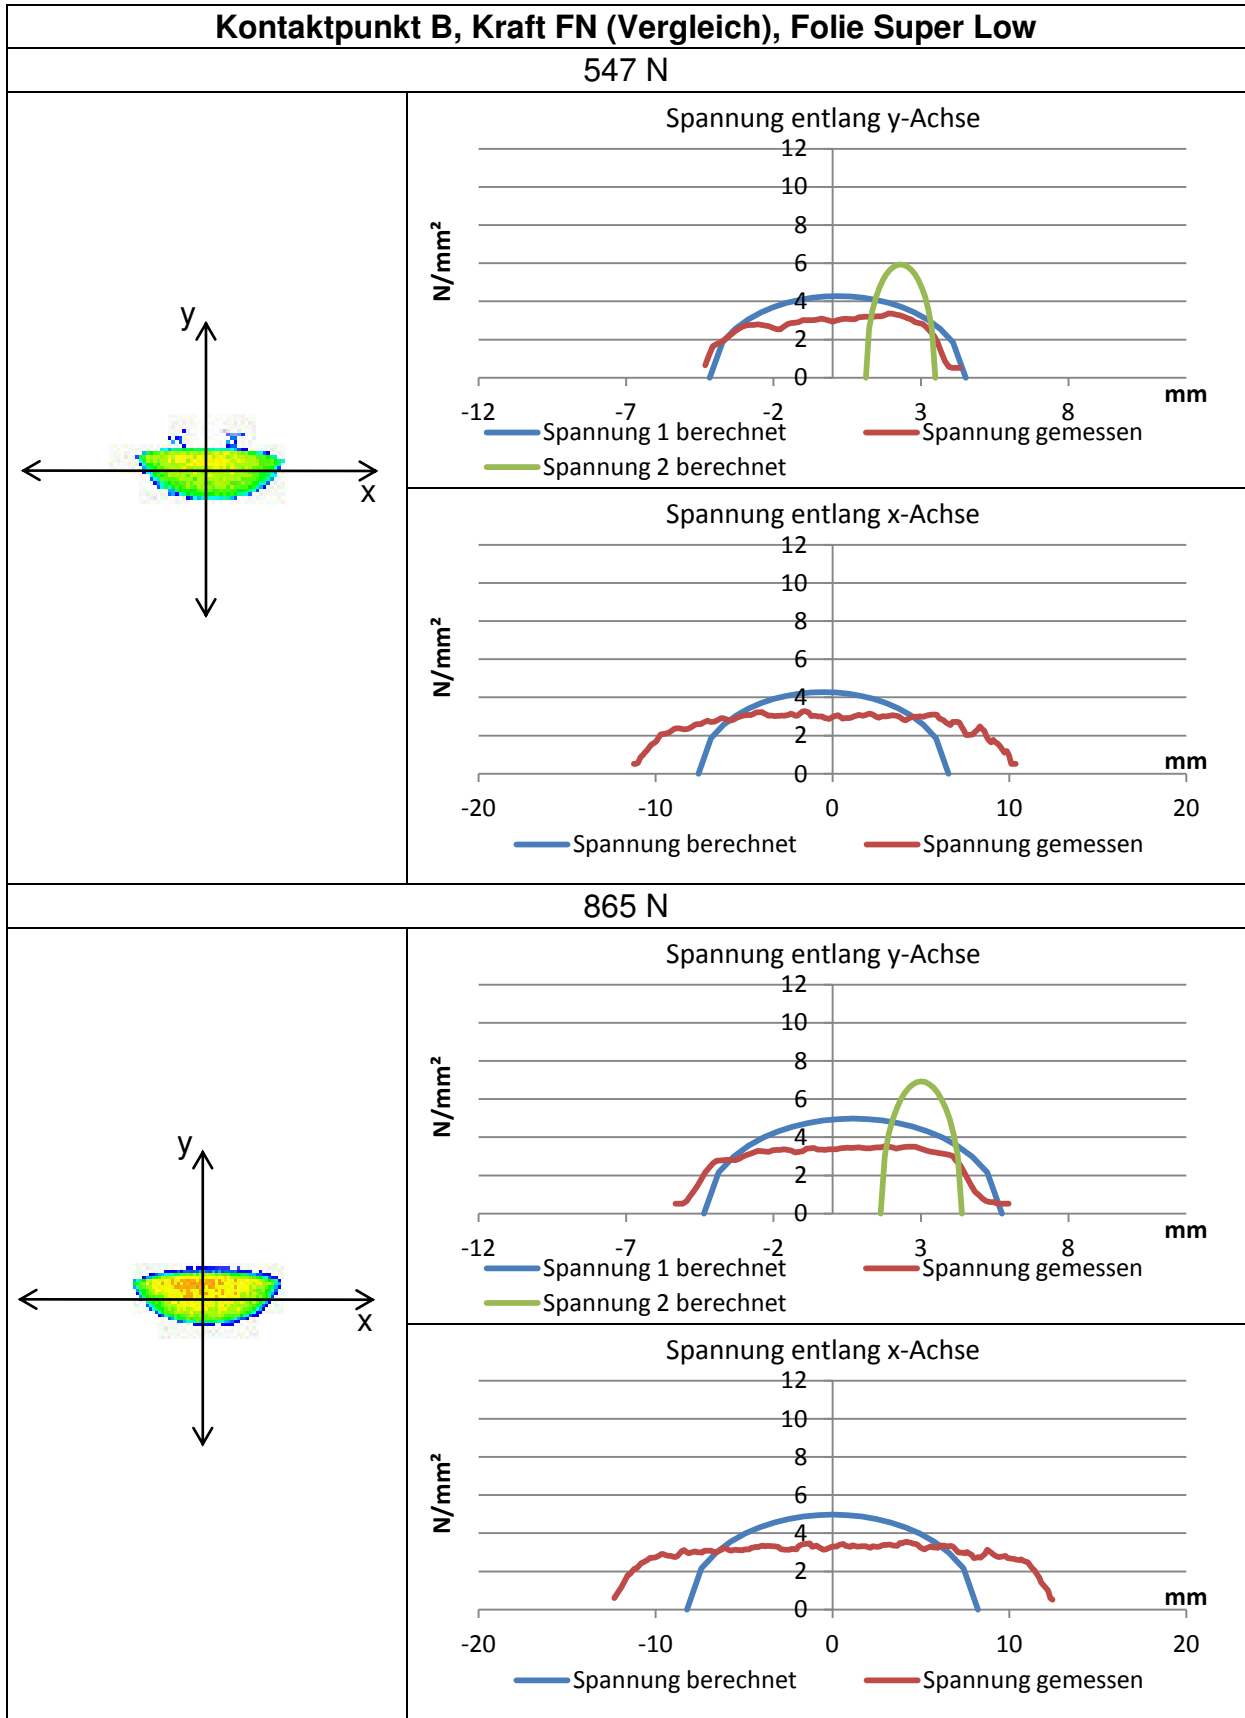 Kontaktpunkt B, Kraft FN (Vergleich), Folie Super Low
547 N
y
x
Spannung entlang y-Achse
N/mm²
12
10
8
6
4
2
0
-12 -7 -2 3 8
mm
Spannung 1 berechnet Spannung gemessen
Spannung 2 berechnet
Spannung entlang x-Achse
N/mm²
12
10
8
6
4
2
0
-20 -10 0 10 20
mm
Spannung berechnet Spannung gemessen
865 N
y
x
Spannung entlang y-Achse
N/mm²
12
10
8
6
4
2
0
-12 -7 -2 3 8
mm
Spannung 1 berechnet Spannung gemessen
Spannung 2 berechnet
Spannung entlang x-Achse
N/mm²
12
10
8
6
4
2
0
-20 -10 0 10 20
mm
Spannung berechnet Spannung gemessen